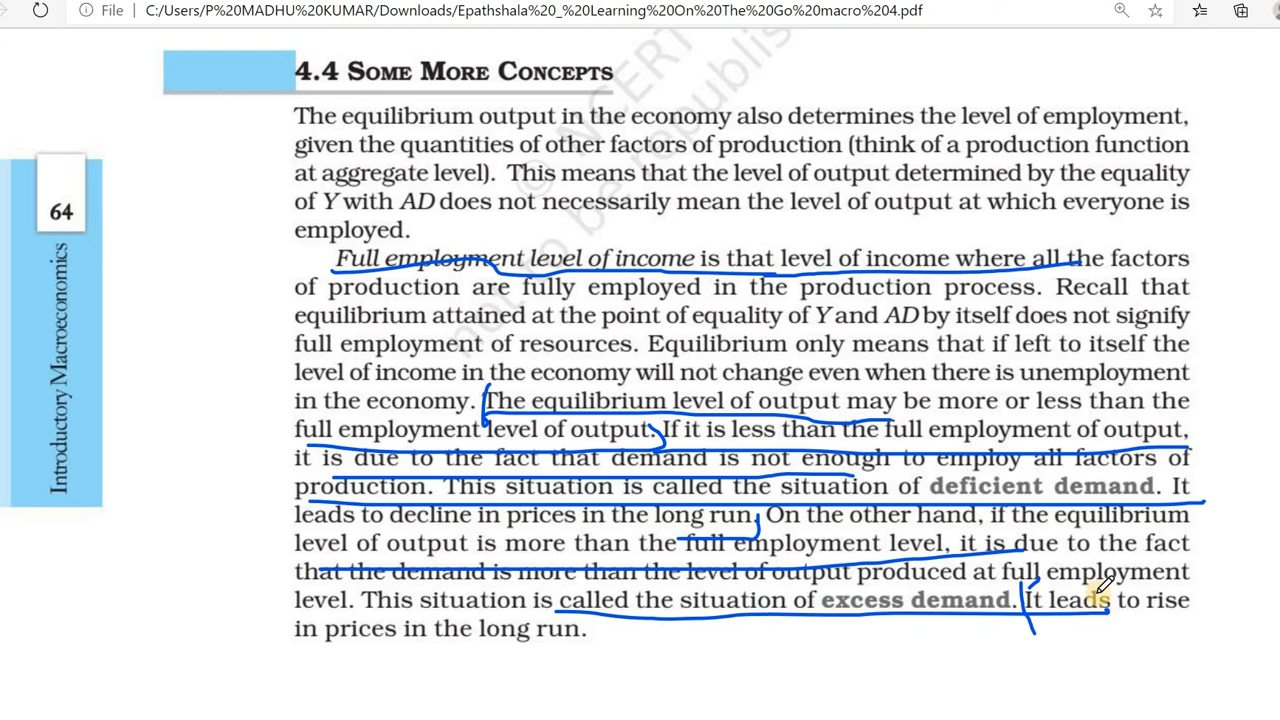 File | C:/Users/P%20MADHU%20KUMAR/Downloads/Epathshala%20_%20Learning%20On%20The%20Go%20macro%204.pdf
4.4 SOME MORE CONCEPTS
The equilibrium output in the economy also determines the level of employment,
given the quantities of other factors of production (think of a production function
at aggregate level). This means that the level of output determined by the equality
of Y with AD does not necessarily mean the level of output at which everyone is
employed.
Full employment level of income is that level of income where all the factors
of production are fully employed in the production process. Recall that
equilibrium attained at the point of equality of Y and AD by itself does not signify
full employment of resources. Equilibrium only means that if left to itself the
level of income in the economy will not change even when there is unemployment
in the economy. The equilibrium level of output may be more or less than the
full employment level of output. If it is less than the full employment of output,
it is due to the fact that demand is not enough to employ all factors of
production. This situation is called the situation of deficient demand. It
leads to decline in prices in the long run. On the other hand, if the equilibrium
level of output is more than the full employment level, it is due to the fact
that the demand is more than the level of output produced at full employment
level. This situation is called the situation of excess demand. It leads to rise
in prices in the long run.
64
Introductory Macroeconomics
© NCERT
not to be republis